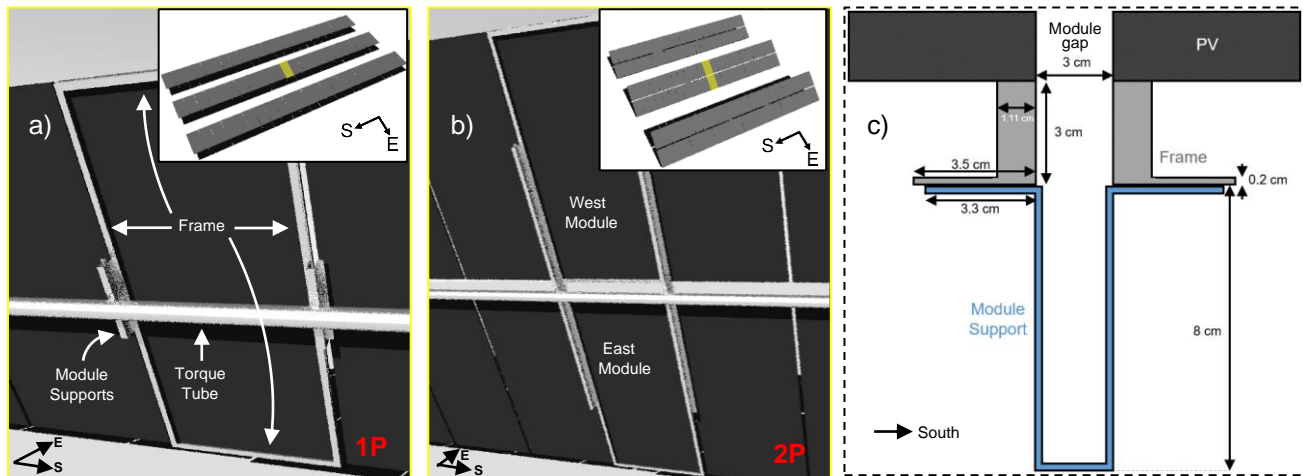 a)
S
E
Frame
Module
Supports
Torque
Tube
E
S
1P
b)
S
E
West
Module
East
Module
E
S
2P
c)
Module
gap
3 cm
PV
1.11 cm
3 cm
3.5 cm
Frame
0.2 cm
3.3 cm
Module
Support
8 cm
South